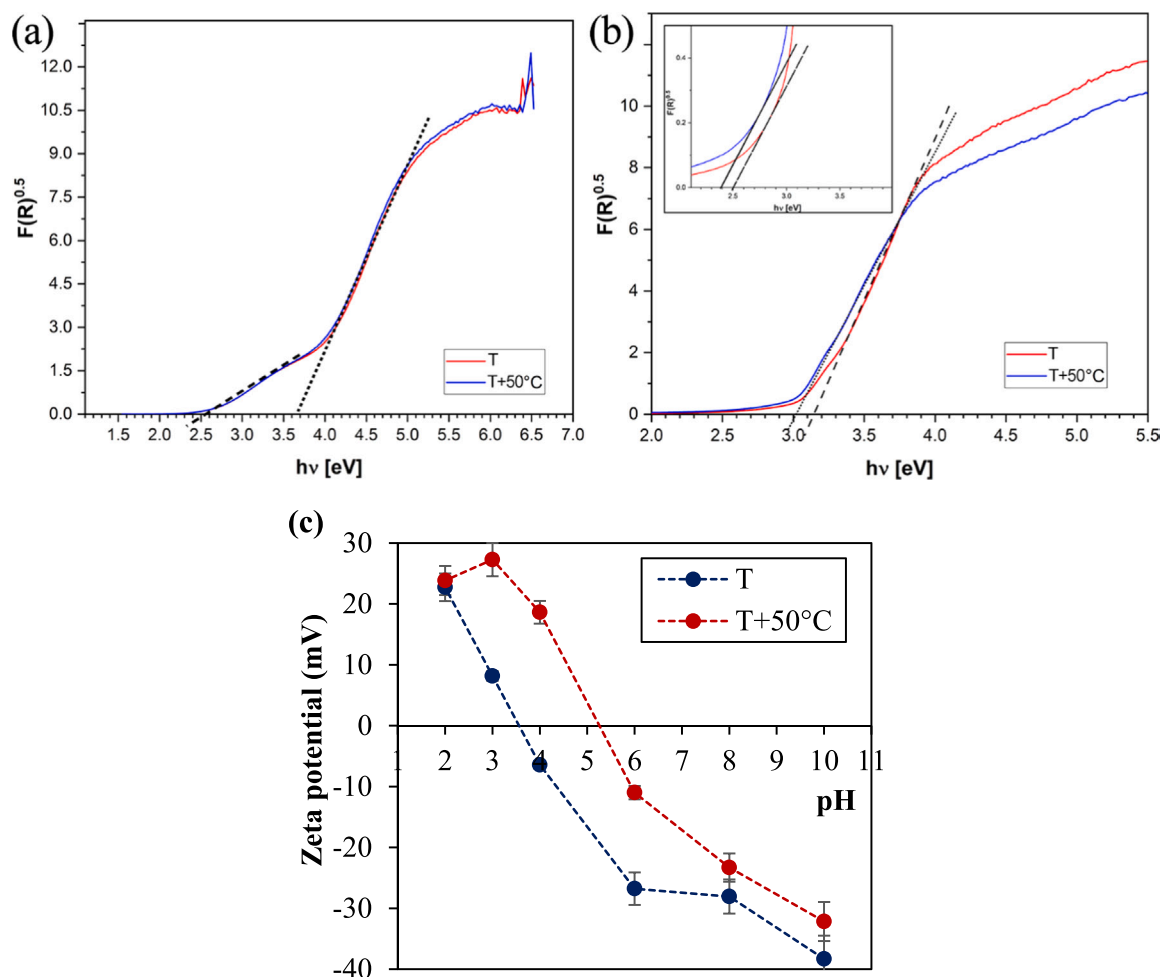 (a)
F(R)^0.5
12.0
10.5
9.0
7.5
6.0
4.5
3.0
1.5
0.0
1.5 2.0 2.5 3.0 3.5 4.0 4.5 5.0 5.5 6.0 6.5 7.0
hν [eV]
T
T+50°C
(b)
F(R)^0.5
10
8
6
4
2
0
2.0 2.5 3.0 3.5 4.0 4.5 5.0 5.5
hν [eV]
T
T+50°C
F(R)^0.5
0.4
0.2
0.0
2.5 3.0 3.5
hν [eV]
(c)
Zeta potential (mV)
30
20
10
0
-10
-20
-30
-40
1 2 3 4 5 6 7 8 9 10 11
pH
T
T+50°C